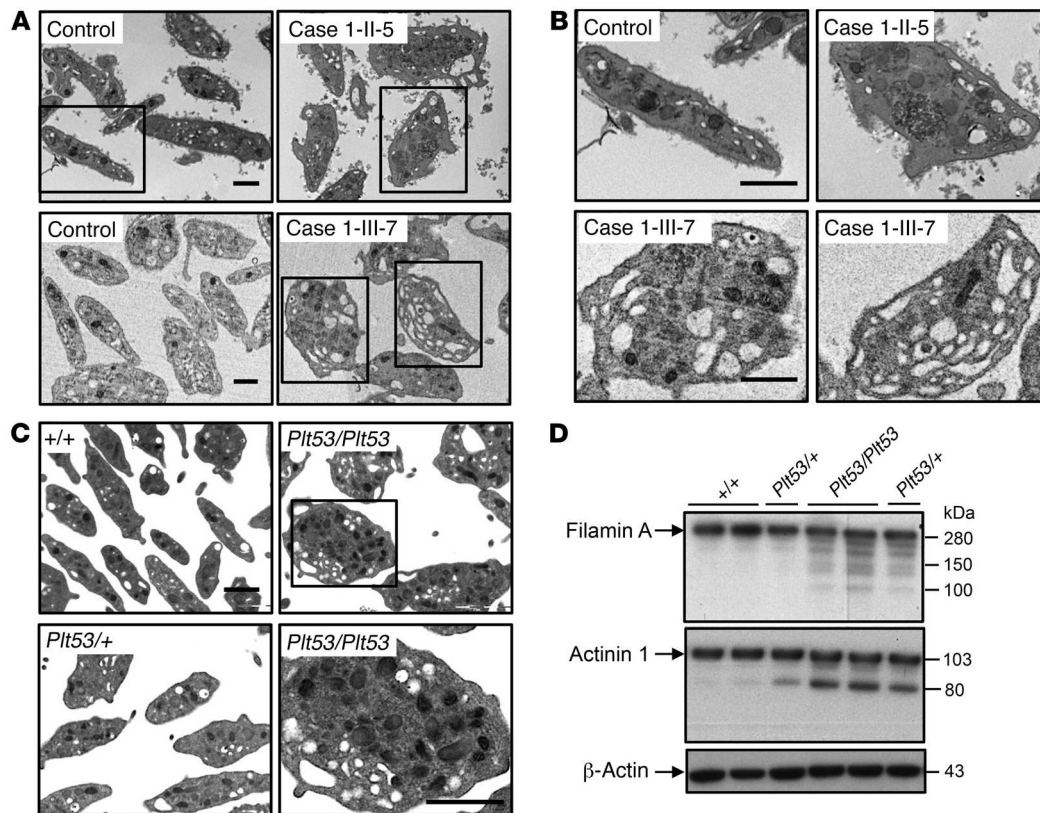 A
Control
Case 1-II-5
Control
Case 1-III-7
B
Control
Case 1-II-5
Case 1-III-7
Case 1-III-7
C
+/+
Plt53/Plt53
Plt53/+
Plt53/Plt53
D
+/+
Plt53/+
Plt53/Plt53
Plt53/+
kDa
Filamin A
280
150
100
Actinin 1
103
80
β-Actin
43